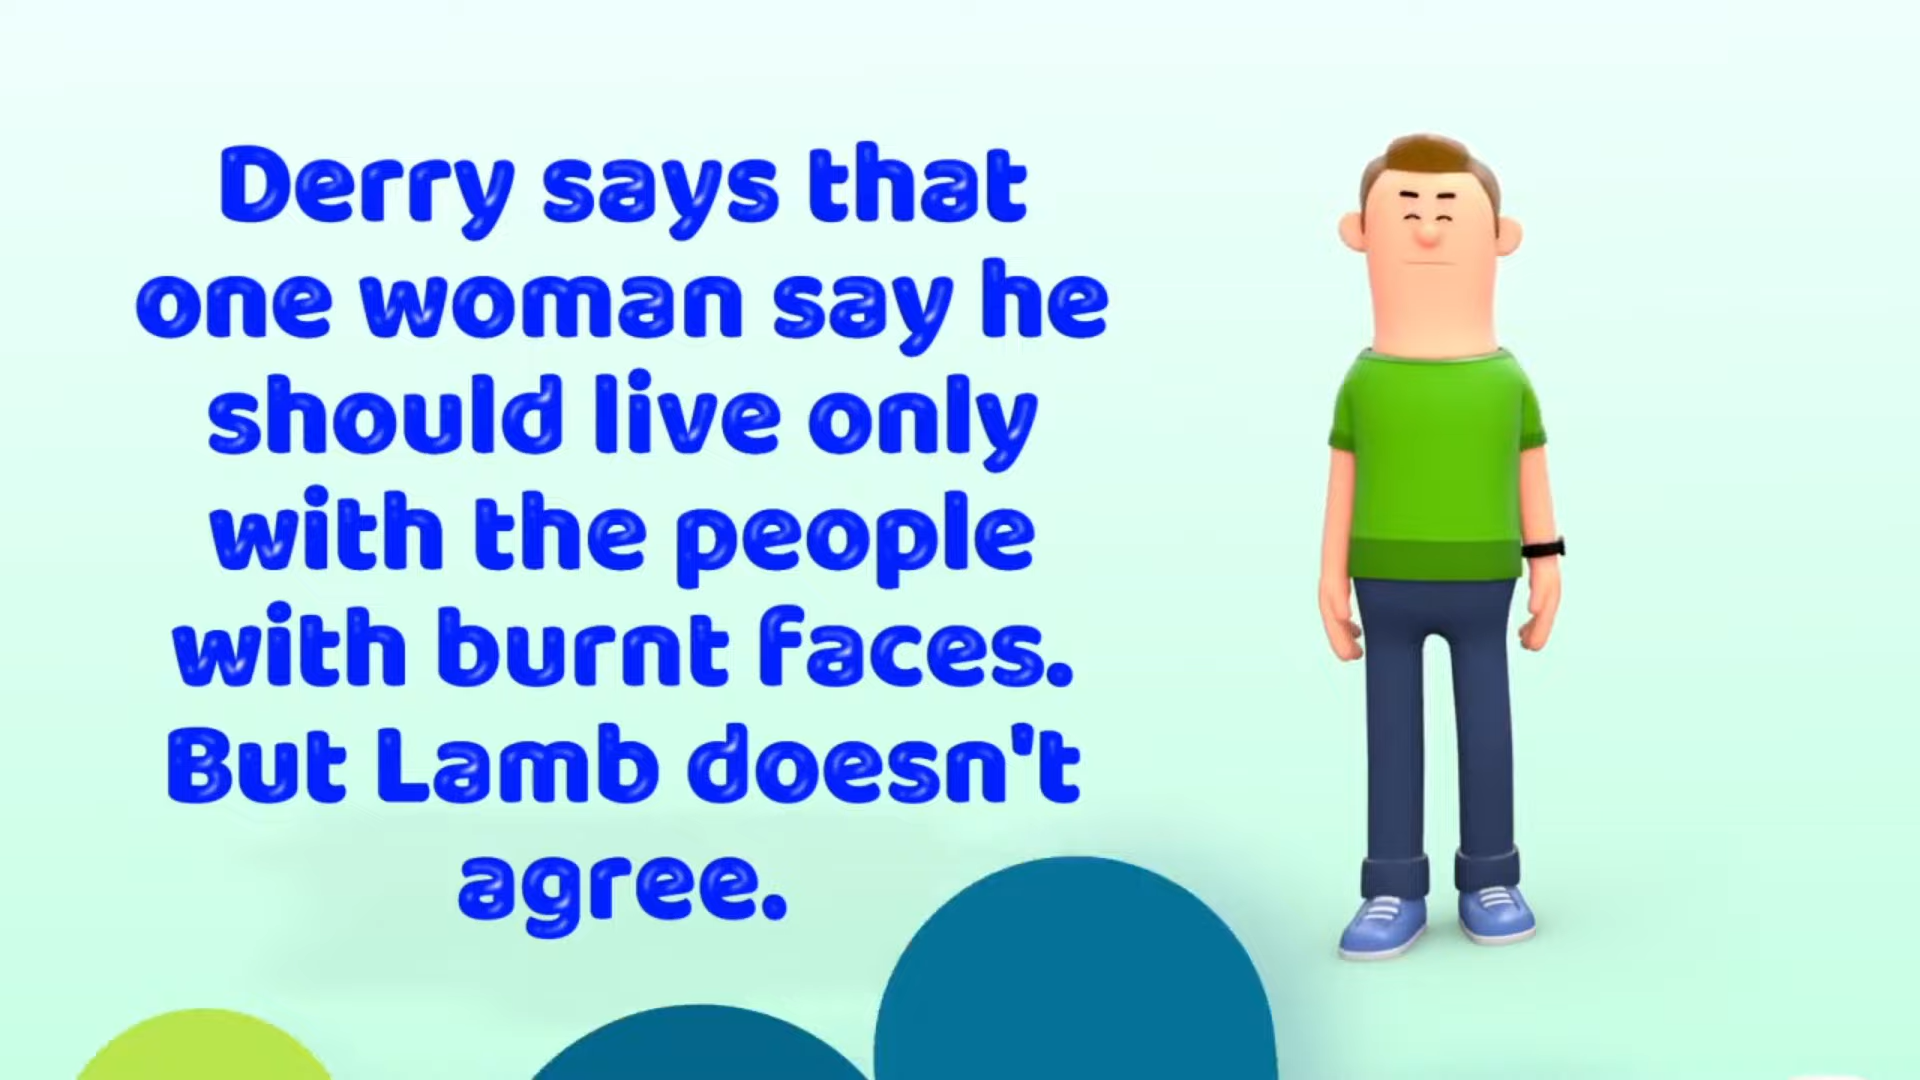 Derry says that
one woman say he
should live only
with the people
with burnt faces.
But Lamb doesn't
agree.